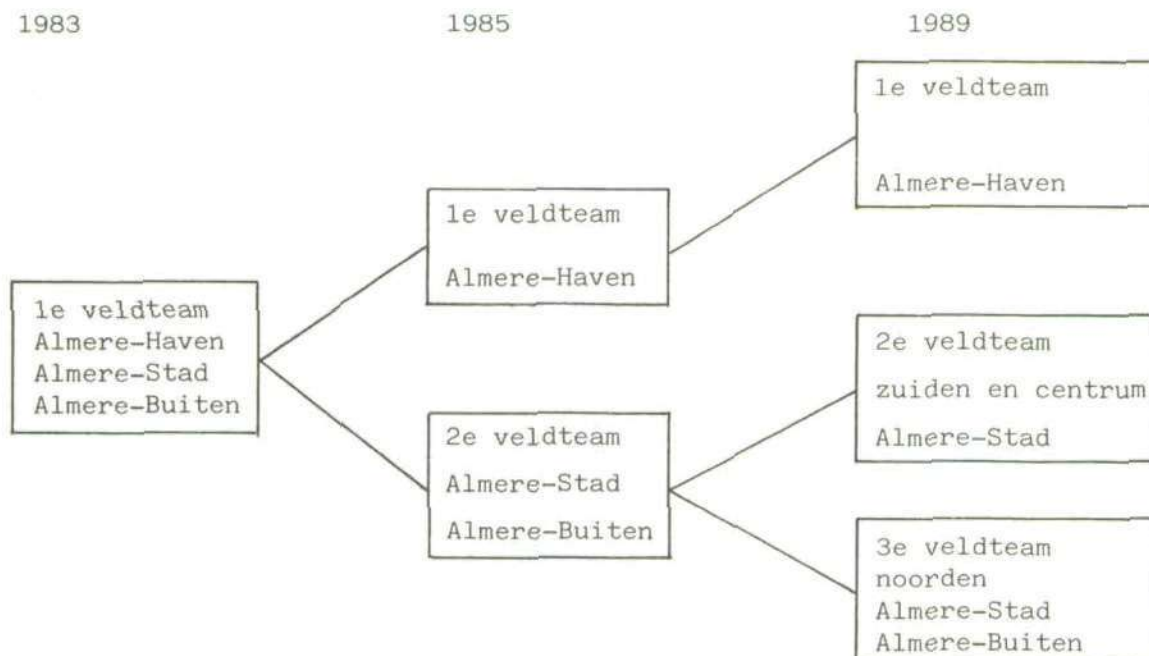 1983 1985 1989
1e veldteam
Almere-Haven
Almere-Stad
Almere-Buiten
1e veldteam
Almere-Haven
2e veldteam
Almere-Stad
Almere-Buiten
1e veldteam
Almere-Haven
2e veldteam
zuiden en centrum
Almere-Stad
3e veldteam
noorden
Almere-Stad
Almere-Buiten